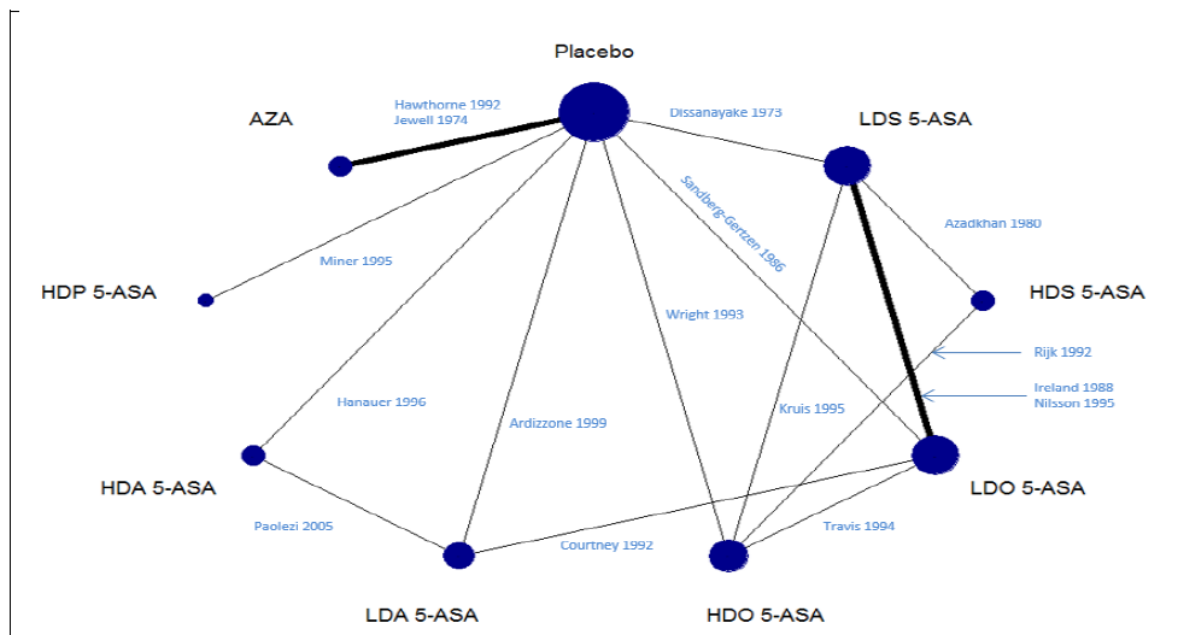 Placebo
AZA
Hawthorne 1992
Jewell 1974
Dissanayake 1973
LDS 5-ASA
Sandberg-Gertzen 1986
Azadkhan 1980
Miner 1995
HDP 5-ASA
HDS 5-ASA
Wright 1993
Rijk 1992
Ireland 1988
Nilsson 1995
Hanauer 1996
Ardizzone 1999
Kruis 1995
HDA 5-ASA
LDO 5-ASA
Paolezi 2005
Courtney 1992
Travis 1994
LDA 5-ASA
HDO 5-ASA